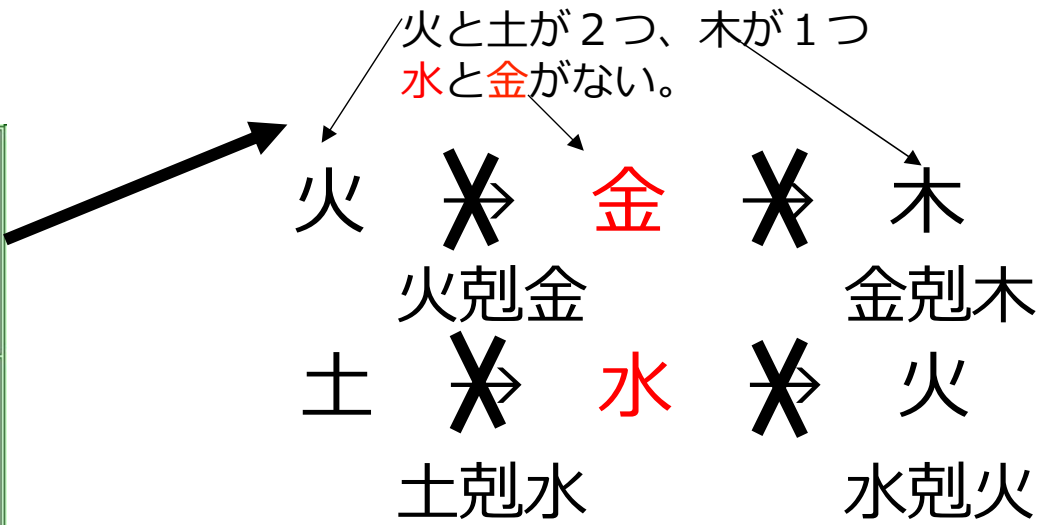 火と土が２つ、木が１つ
水と金がない。
火 → 金 → 木
火剋金 金剋木
土 → 水 → 火
土剋水 水剋火